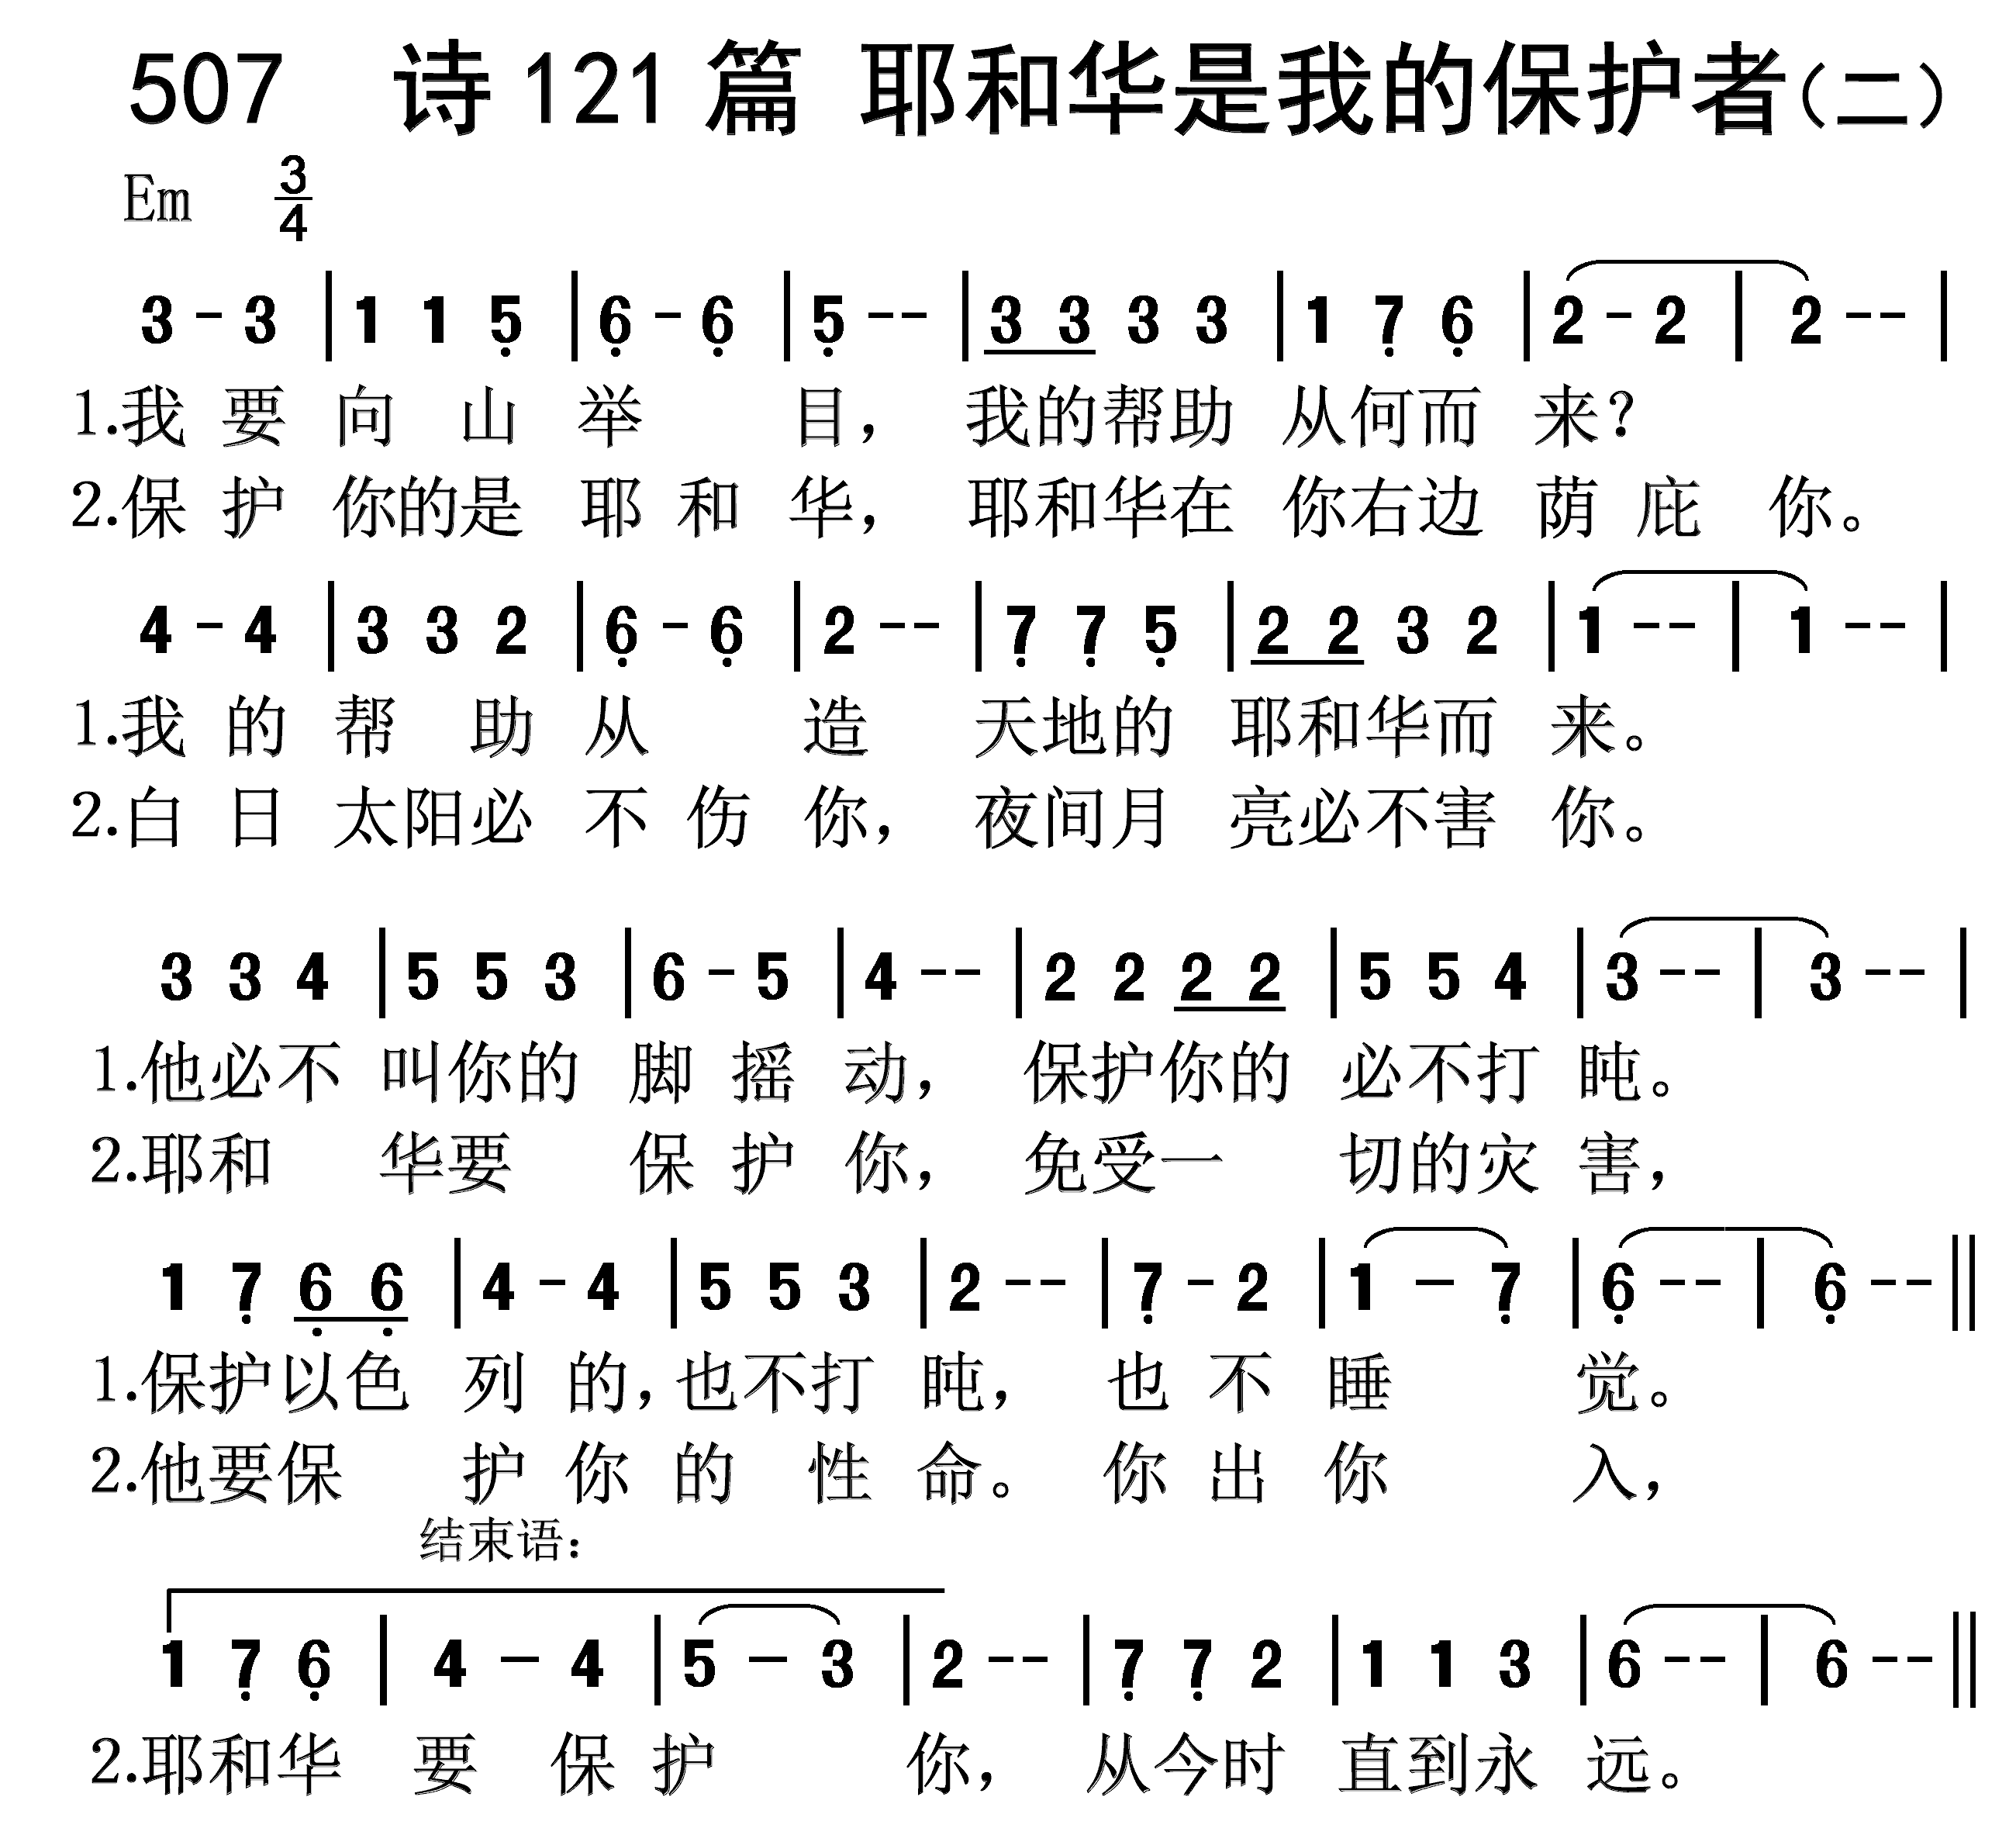 507 诗121篇 耶和华是我的保护者(二)
Em 3/4
3 - 3 | 1 1 5̣ | 6̣ - 6̣ | 5̣ - - | 3 3 3 3 | 1 7̣ 6̣ | 2 - 2 | 2 - - |
1.我 要 向 山 举 目， 我的帮助 从何而 来？
2.保 护 你的是 耶 和 华， 耶和华在 你右边 荫 庇 你。
4 - 4 | 3 3 2 | 6̣ - 6̣ | 2 - - | 7̣ 7̣ 5̣ | 2 2 3 2 | 1 - - | 1 - - |
1.我 的 帮 助 从 造 天地的 耶和华而 来。
2.白 日 太阳必 不 伤 你， 夜间月 亮必不害 你。
3 3 4 | 5 5 3 | 6 - 5 | 4 - - | 2 2 2 2 | 5 5 4 | 3 - - | 3 - - |
1.他必不 叫你的 脚 摇 动， 保护你的 必不打 盹。
2.耶和 华要 保 护 你， 免受一 切的灾 害，
1 7̣ 6̣ 6̣ | 4 - 4 | 5 5 3 | 2 - - | 7̣ - 2 | 1 - 7̣ | 6̣ - - | 6̣ - - ||
1.保护以色 列 的，也不打 盹， 也 不 睡 觉。
2.他要保 护 你 的 性 命。 你 出 你 入，
结束语：
1 7̣ 6̣ | 4 - 4 | 5 - 3 | 2 - - | 7̣ 7̣ 2 | 1 1 3 | 6 - - | 6 - - ||
2.耶和华 要 保 护 你， 从今时 直到永 远。